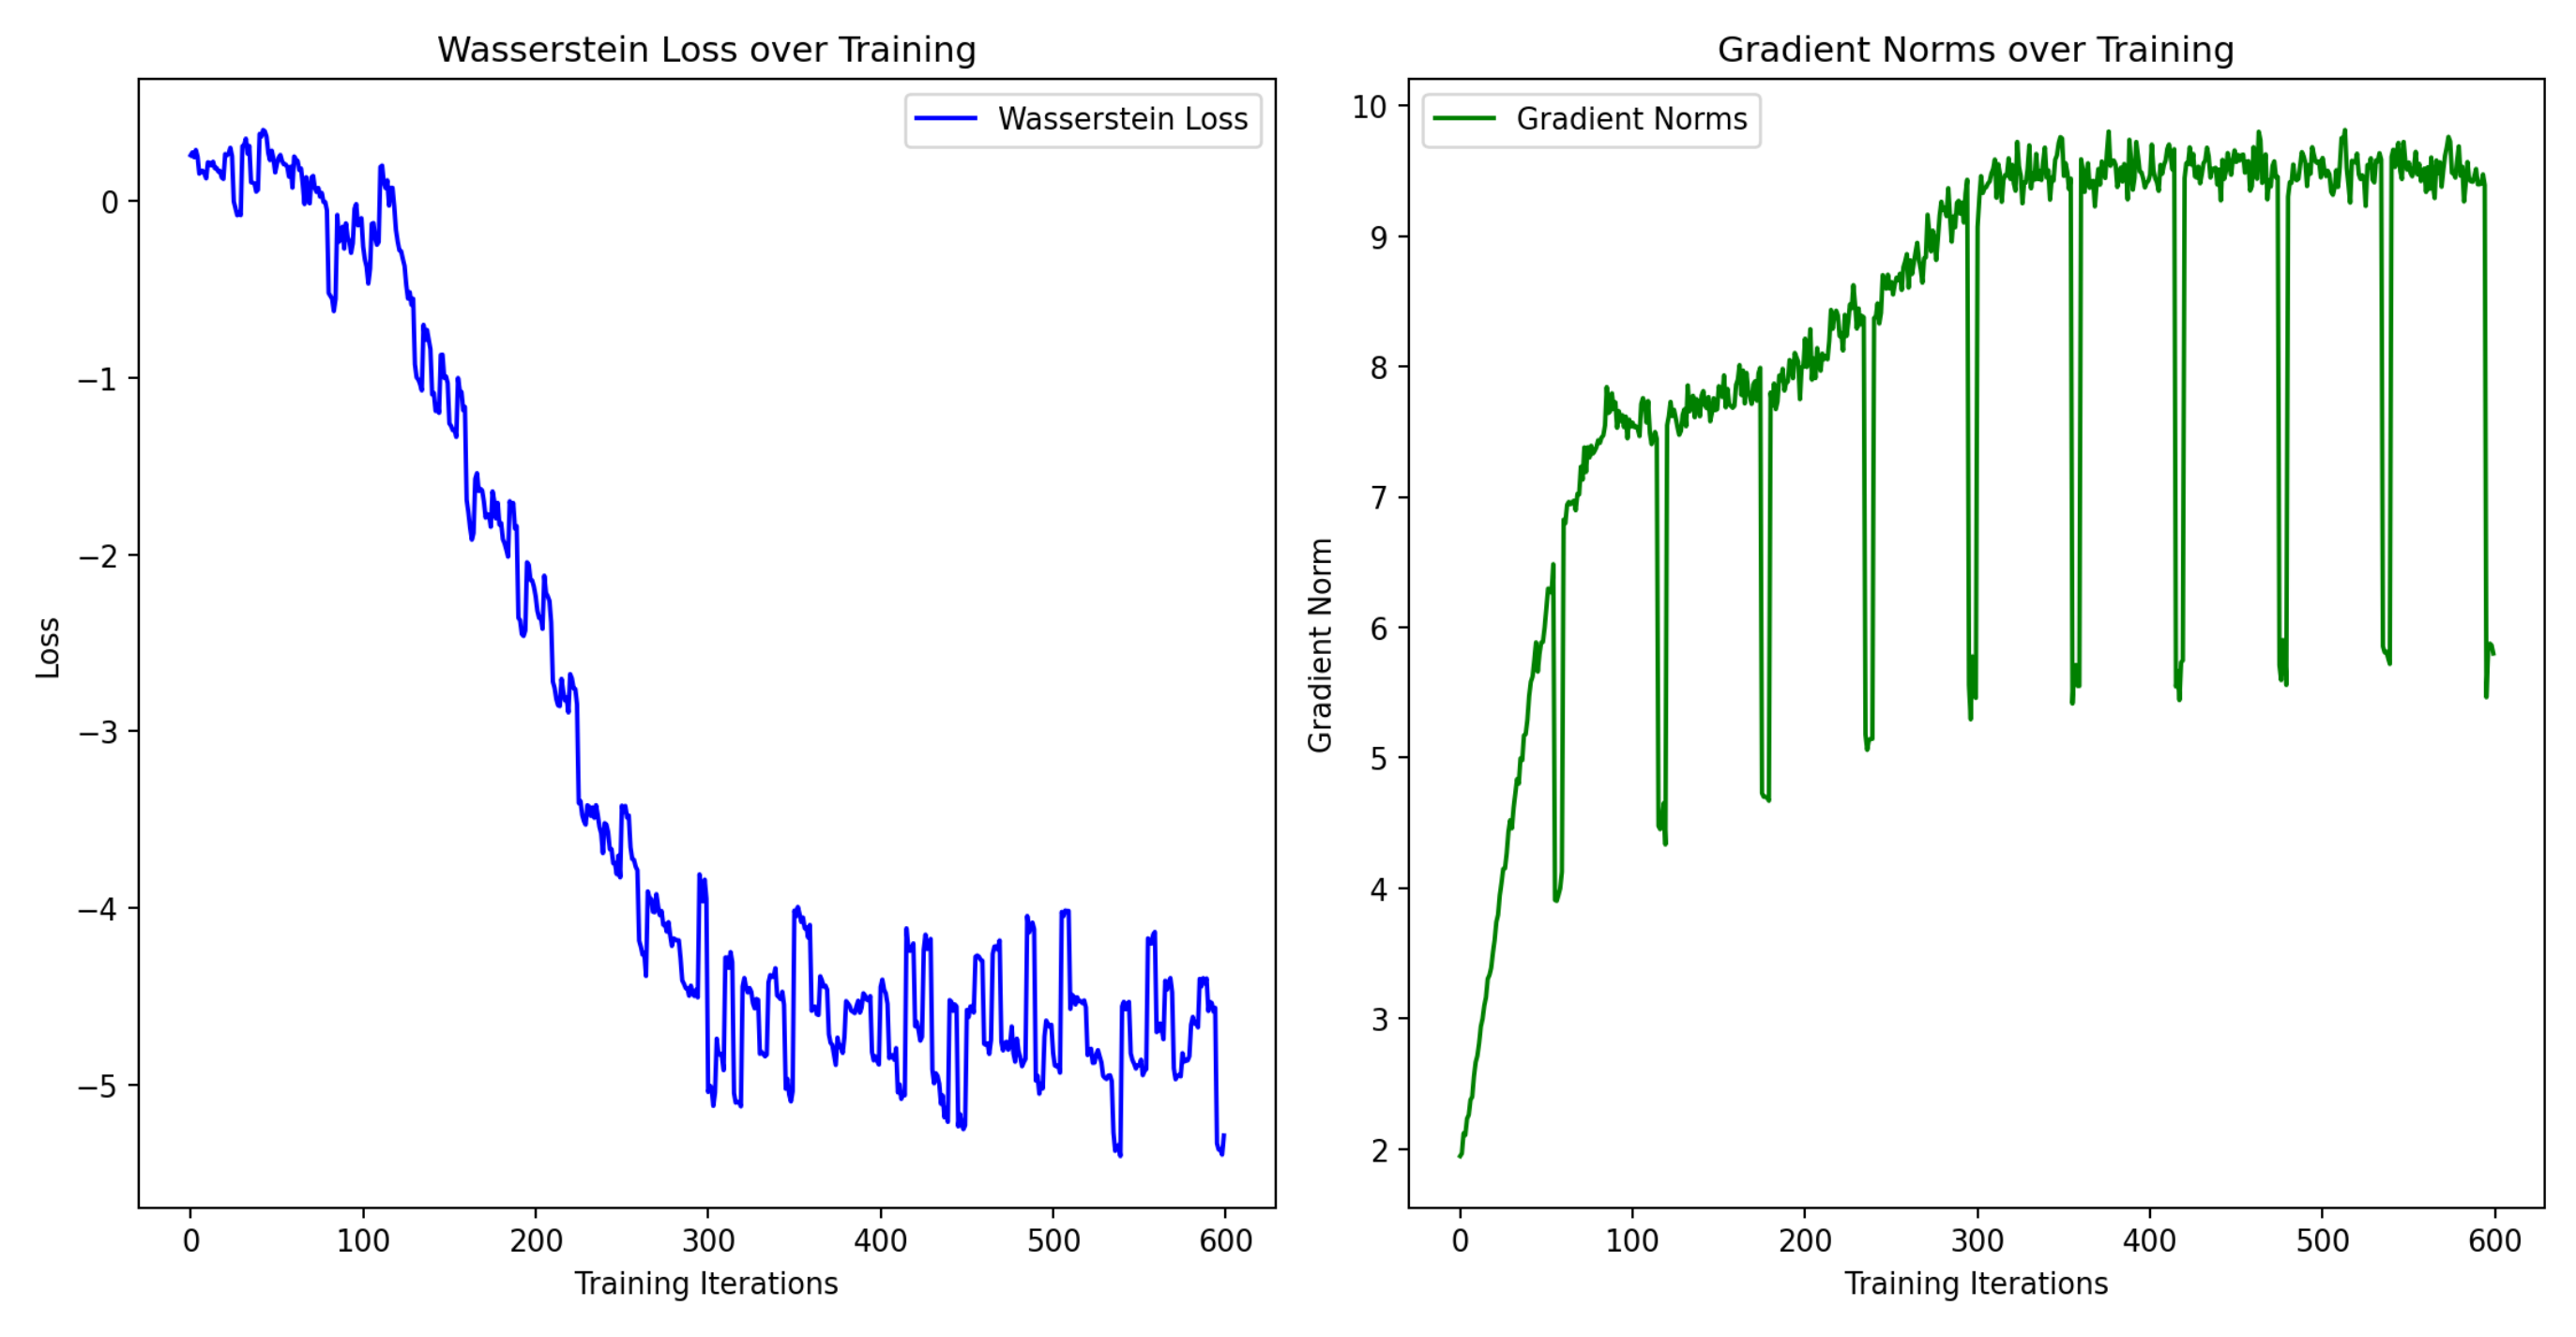 Wasserstein Loss over Training
Wasserstein Loss
Loss
0
−1
−2
−3
−4
−5
0 100 200 300 400 500 600
Training Iterations
Gradient Norms over Training
Gradient Norms
Gradient Norm
10
9
8
7
6
5
4
3
2
0 100 200 300 400 500 600
Training Iterations